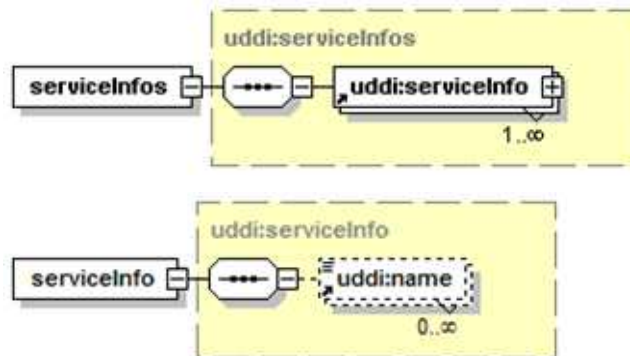 uddi:serviceInfos
serviceInfos
uddi:serviceInfo
1..∞
uddi:serviceInfo
serviceInfo
uddi:name
0..∞